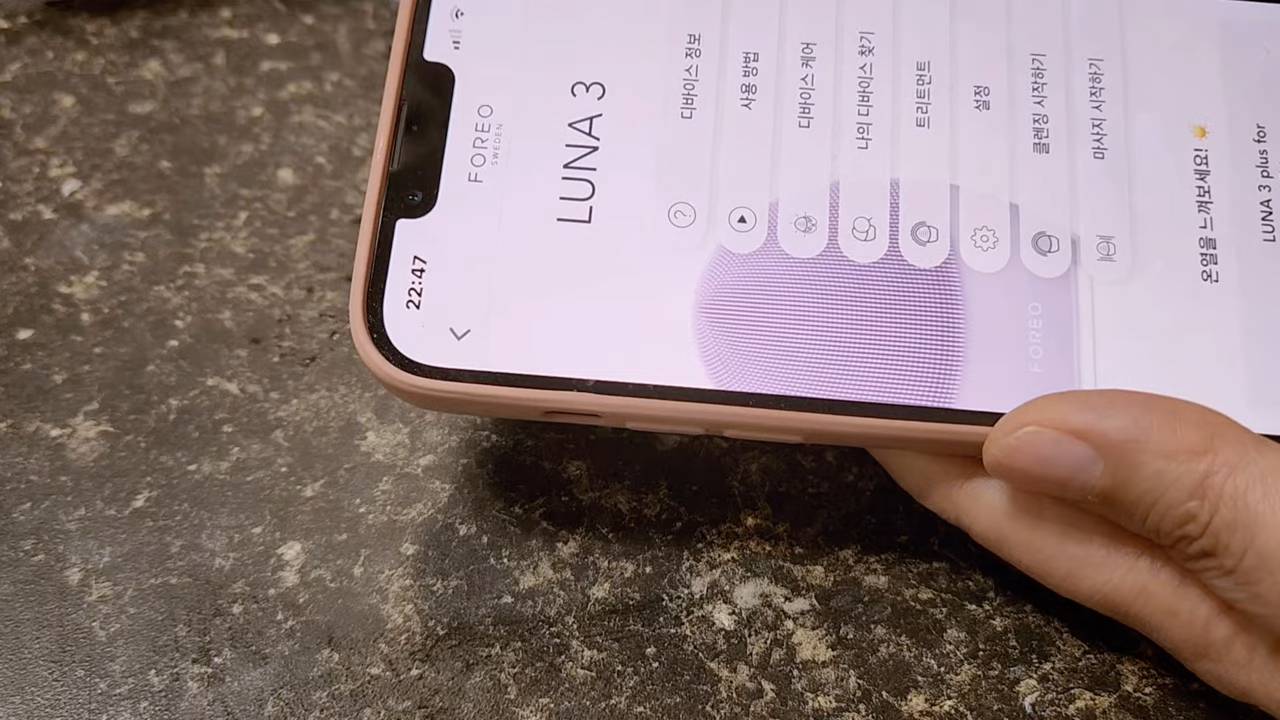 22:47
FOREO
SWEDEN
LUNA 3
디바이스 정보
사용 방법
디바이스 케어
나의 디바이스 찾기
트리트먼트
설정
클렌징 시작하기
마사지 시작하기
FOREO
온열을 느껴보세요! ☀️
LUNA 3 plus for